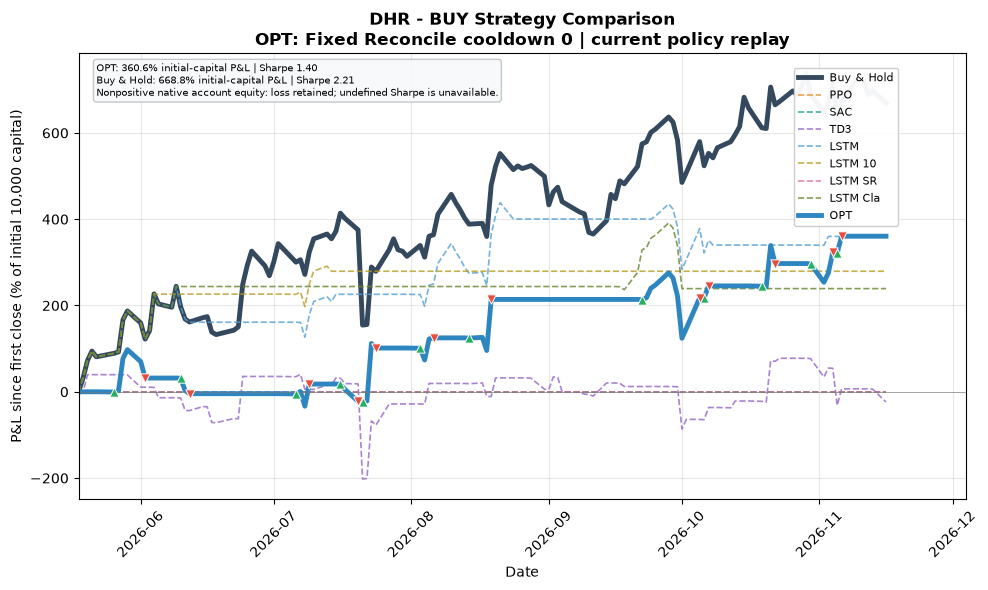 DHR - BUY Strategy Comparison
OPT: Fixed Reconcile cooldown 0 | current policy replay
OPT: 360.6% initial-capital P&L | Sharpe 1.40
Buy & Hold: 668.8% initial-capital P&L | Sharpe 2.21
Nonpositive native account equity: loss retained; undefined Sharpe is unavailable.
Buy & Hold
PPO
SAC
TD3
LSTM
LSTM 10
LSTM SR
LSTM Cla
OPT
P&L since first close (% of initial 10,000 capital)
600
400
200
0
−200
2026-06
2026-07
2026-08
2026-09
2026-10
2026-11
2026-12
Date